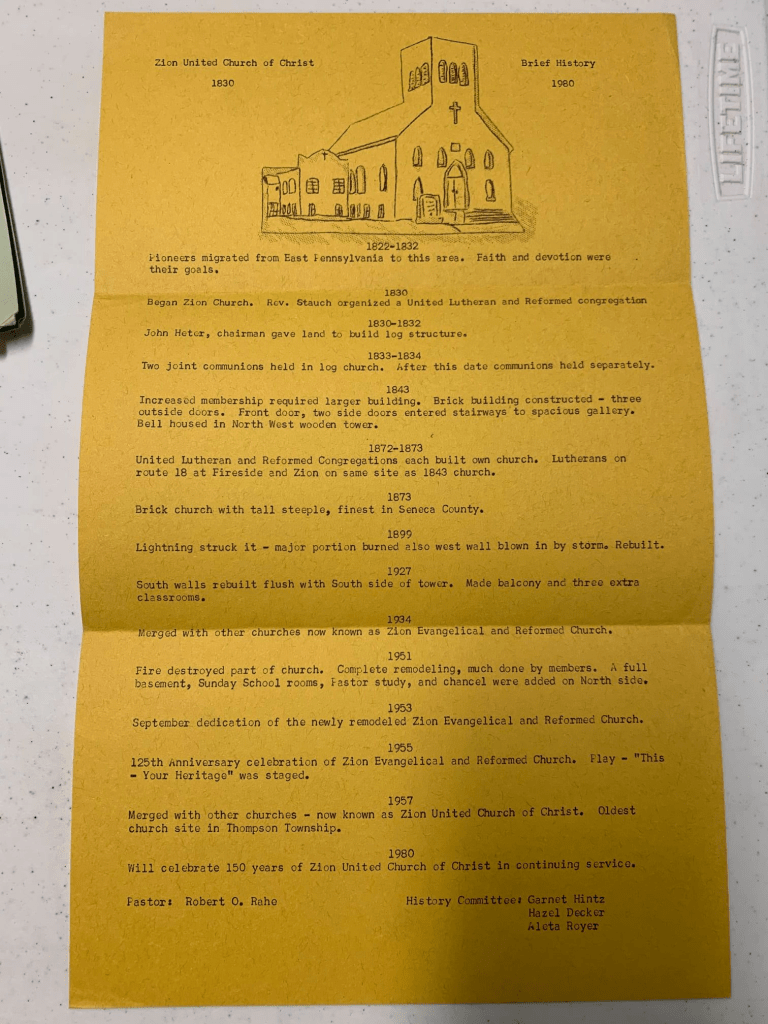 Zion United Church of Christ
Brief History
1830
1980
1822-1832
Pioneers migrated from East Pennsylvania to this area. Faith and devotion were
their goals.
1830
Began Zion Church. Rev. Stauch organized a United Lutheran and Reformed congregation
1830-1832
John Heter, chairman gave land to build log structure.
1833-1834
Two joint communions held in log church. After this date communions held separately.
1843
Increased membership required larger building. Brick building constructed - three
outside doors. Front door, two side doors entered stairways to spacious gallery.
Bell housed in North West wooden tower.
1872-1873
United Lutheran and Reformed Congregations each built own church. Lutherans on
route 18 at Fireside and Zion on same site as 1843 church.
1873
Brick church with tall steeple, finest in Seneca County.
1899
Lightning struck it - major portion burned also west wall blown in by storm. Rebuilt.
1927
South walls rebuilt flush with South side of tower. Made balcony and three extra
classrooms.
1934
Merged with other churches now known as Zion Evangelical and Reformed Church.
1951
Fire destroyed part of church. Complete remodeling, much done by members. A full
basement, Sunday School rooms, Pastor study, and chancel were added on North side.
1953
September dedication of the newly remodeled Zion Evangelical and Reformed Church.
1955
125th Anniversary celebration of Zion Evangelical and Reformed Church. Play - "This
- Your Heritage" was staged.
1957
Merged with other churches - now known as Zion United Church of Christ. Oldest
church site in Thompson Township.
1980
Will celebrate 150 years of Zion United Church of Christ in continuing service.
Pastor: Robert O. Rahe
History Committee: Garnet Hintz
Hazel Decker
Aleta Royer
LIFETIME